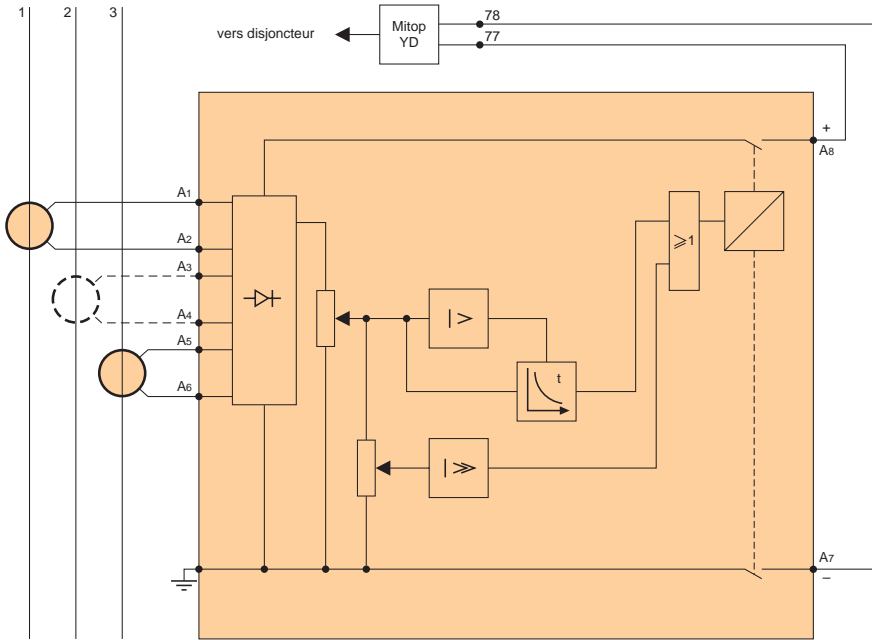 1 2 3
78
Mitop
YD
vers disjoncteur
77
+
A8
A1
A2
A3
A4
A5
A6
⩾1
I >
t
I ≫
A7
–